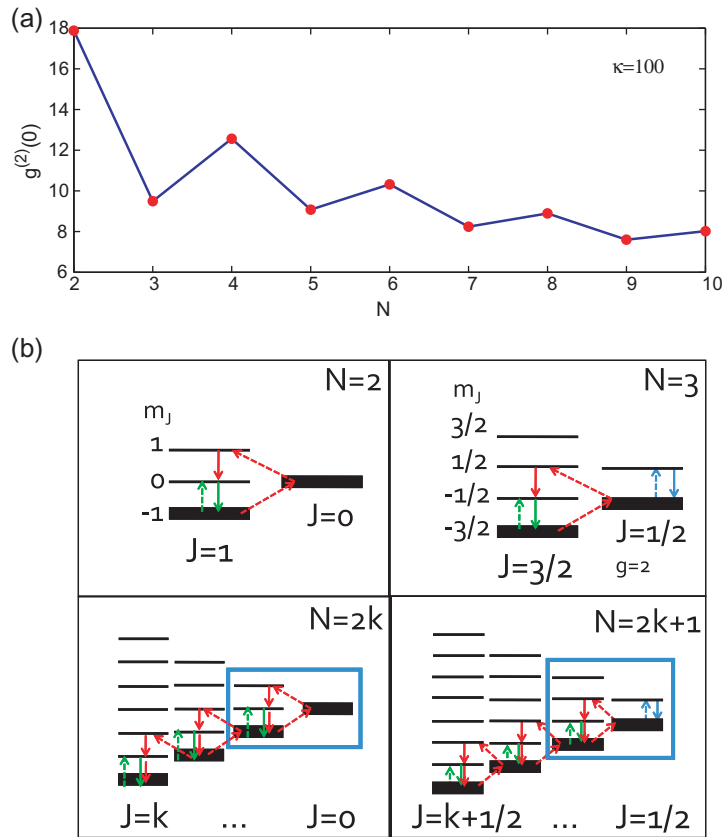 (a)
18
16
14
12
10
8
6
g(2)(0)
κ=100
2 3 4 5 6 7 8 9 10
N
(b)
N=2
mJ
1
0
-1
J=1
J=0
N=3
mJ
3/2
1/2
-1/2
-3/2
J=3/2
J=1/2
g=2
N=2k
J=k ... J=0
N=2k+1
J=k+1/2 ... J=1/2